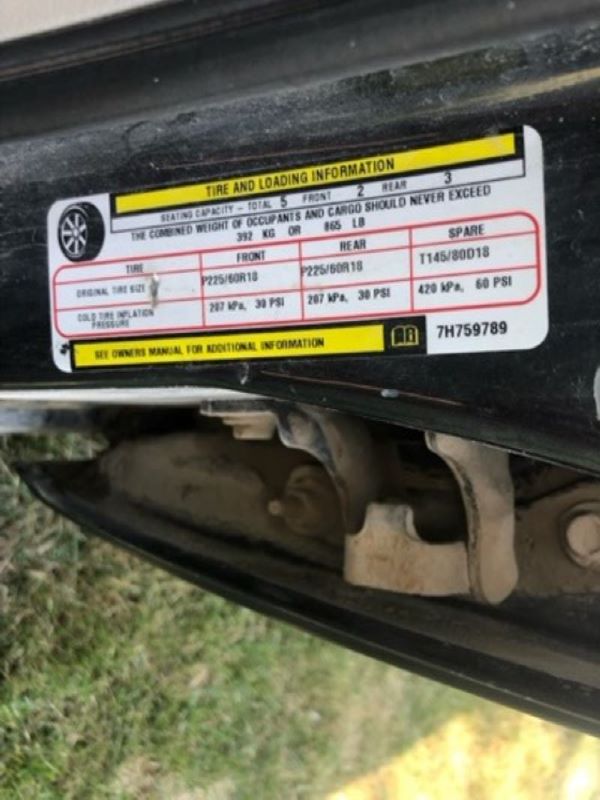 TIRE AND LOADING INFORMATION
SEATING CAPACITY - TOTAL 5 FRONT 2 REAR 3
THE COMBINED WEIGHT OF OCCUPANTS AND CARGO SHOULD NEVER EXCEED
392 KG OR 865 LB
TIRE FRONT REAR SPARE
ORIGINAL TIRE SIZE P225/60R18 P225/60R18 T145/80D18
COLD TIRE INFLATION PRESSURE 207 kPa, 30 PSI 207 kPa, 30 PSI 420 kPa, 60 PSI
SEE OWNERS MANUAL FOR ADDITIONAL INFORMATION
7H759789